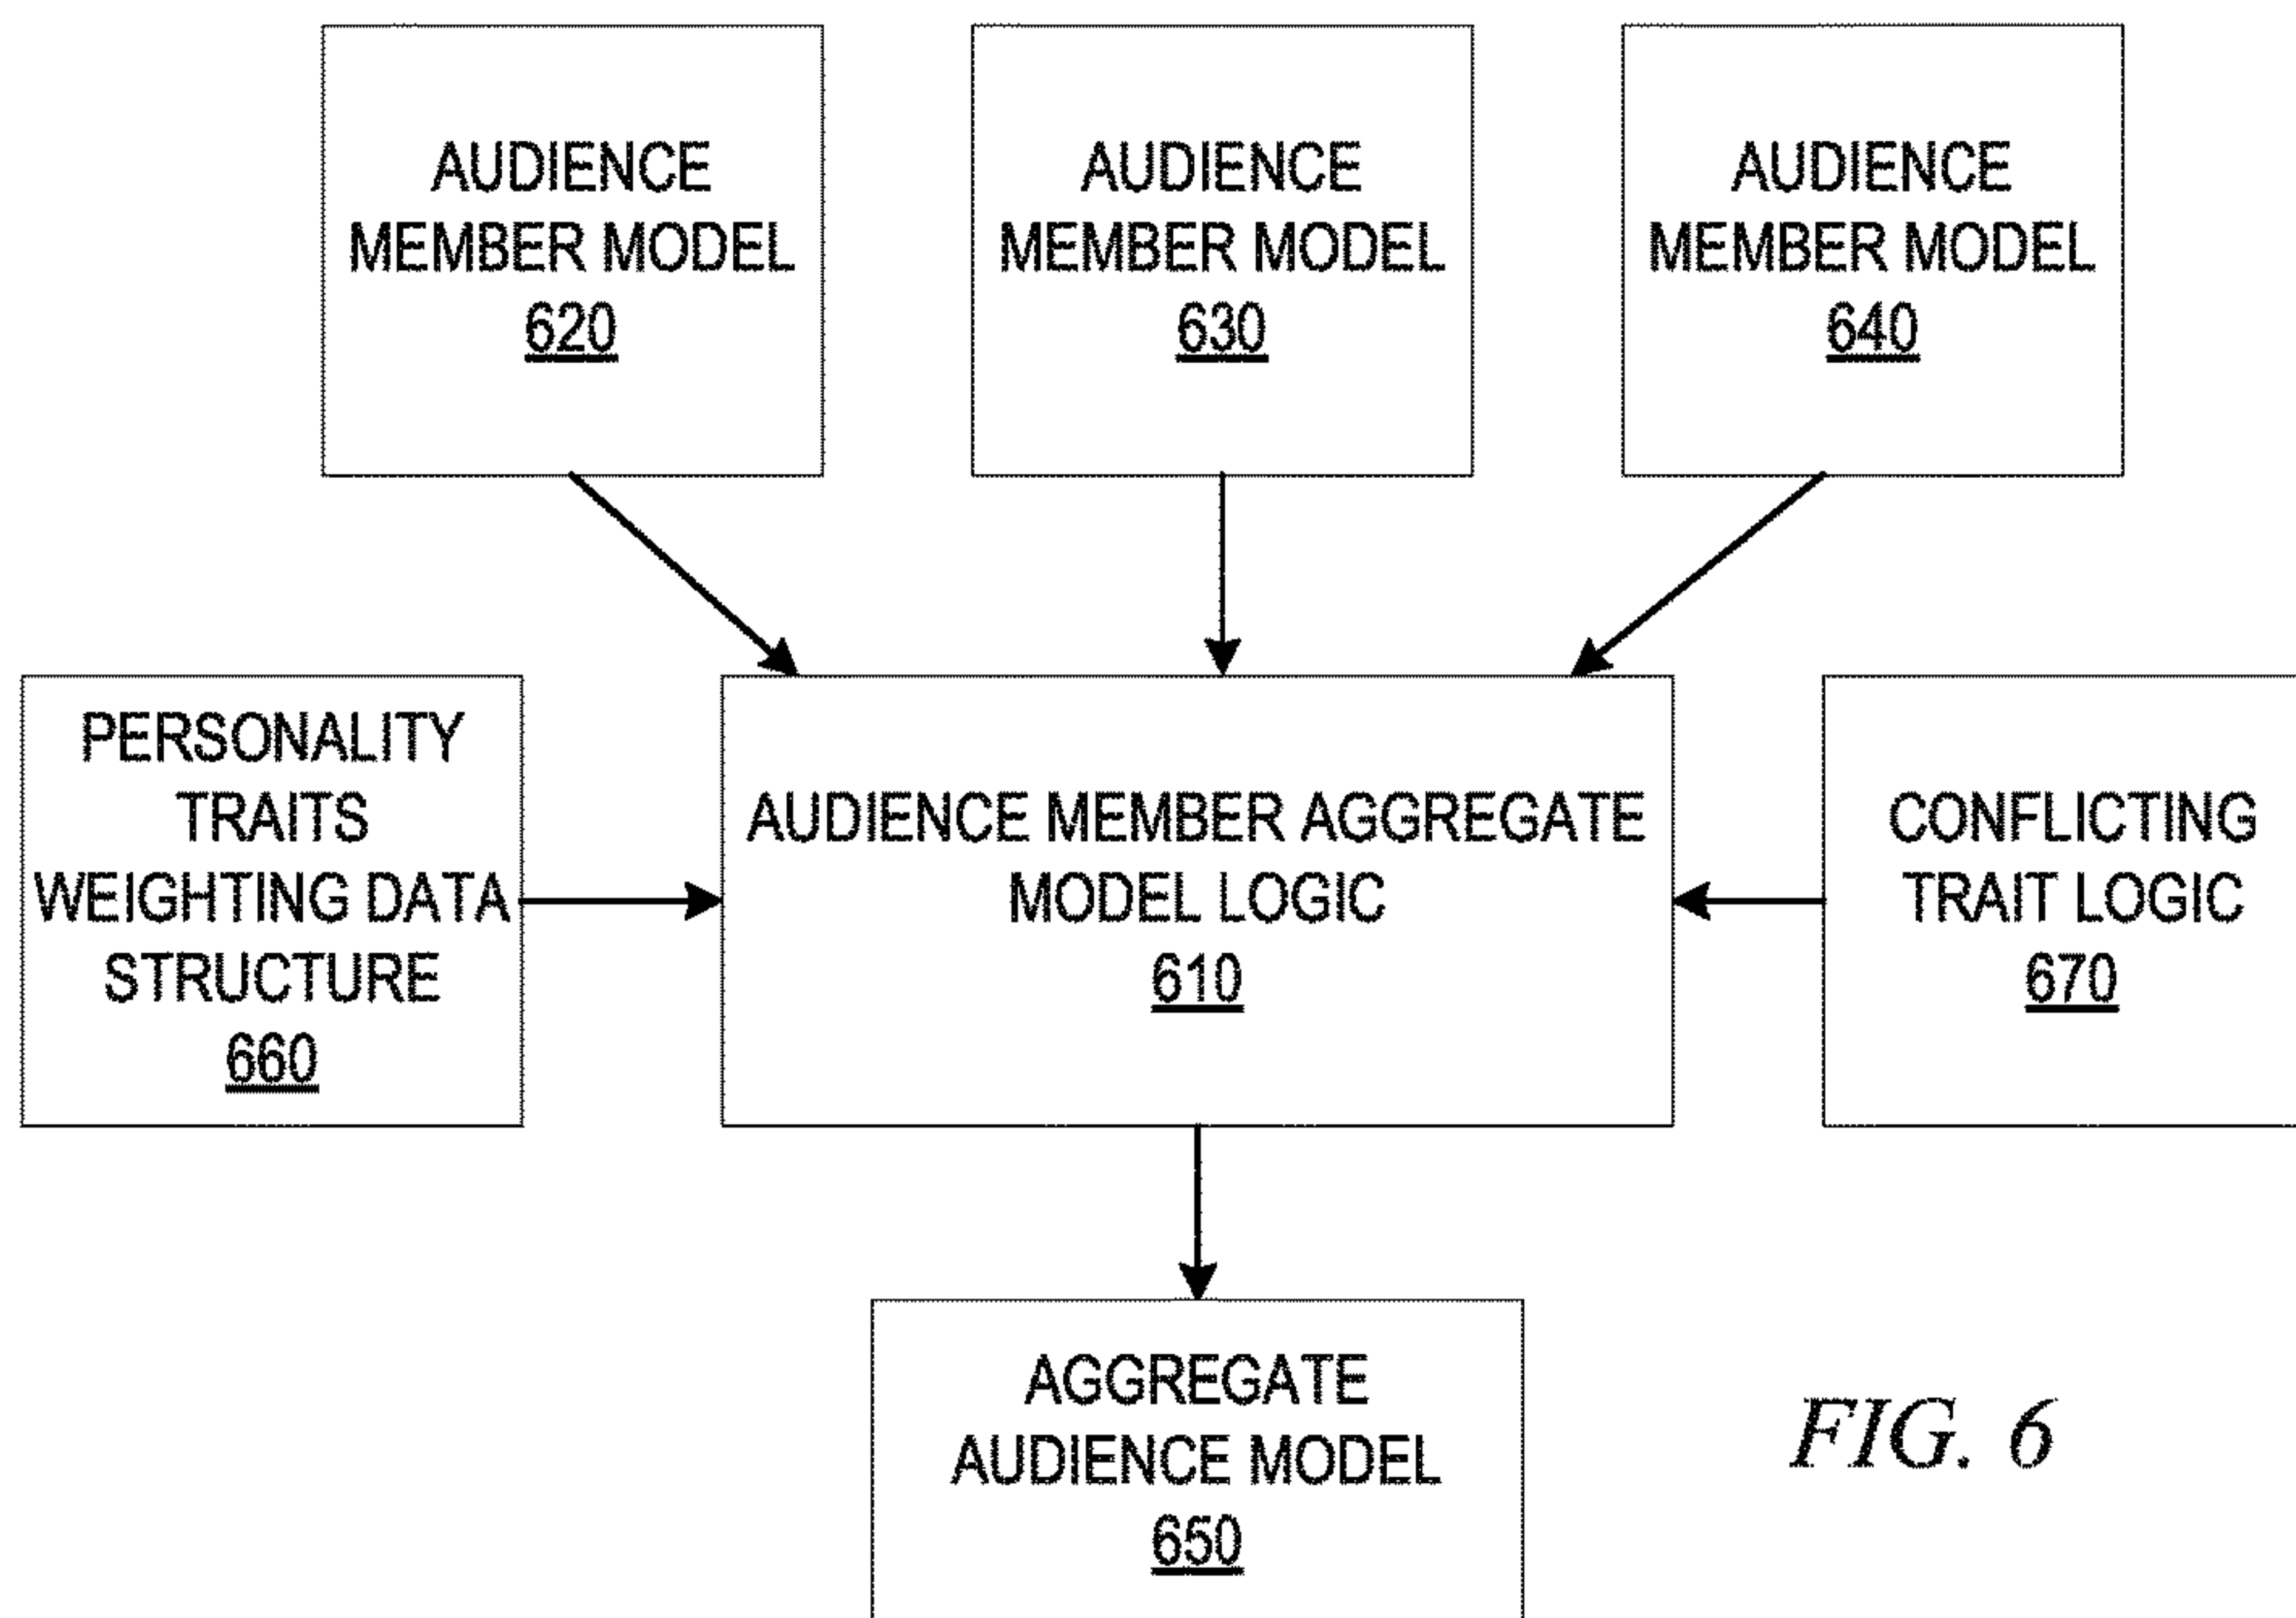 AUDIENCE
MEMBER MODEL
620
AUDIENCE
MEMBER MODEL
630
AUDIENCE
MEMBER MODEL
640
PERSONALITY
TRAITS
WEIGHTING DATA
STRUCTURE
660
AUDIENCE MEMBER AGGREGATE
MODEL LOGIC
610
CONFLICTING
TRAIT LOGIC
670
AGGREGATE
AUDIENCE MODEL
650
FIG. 6